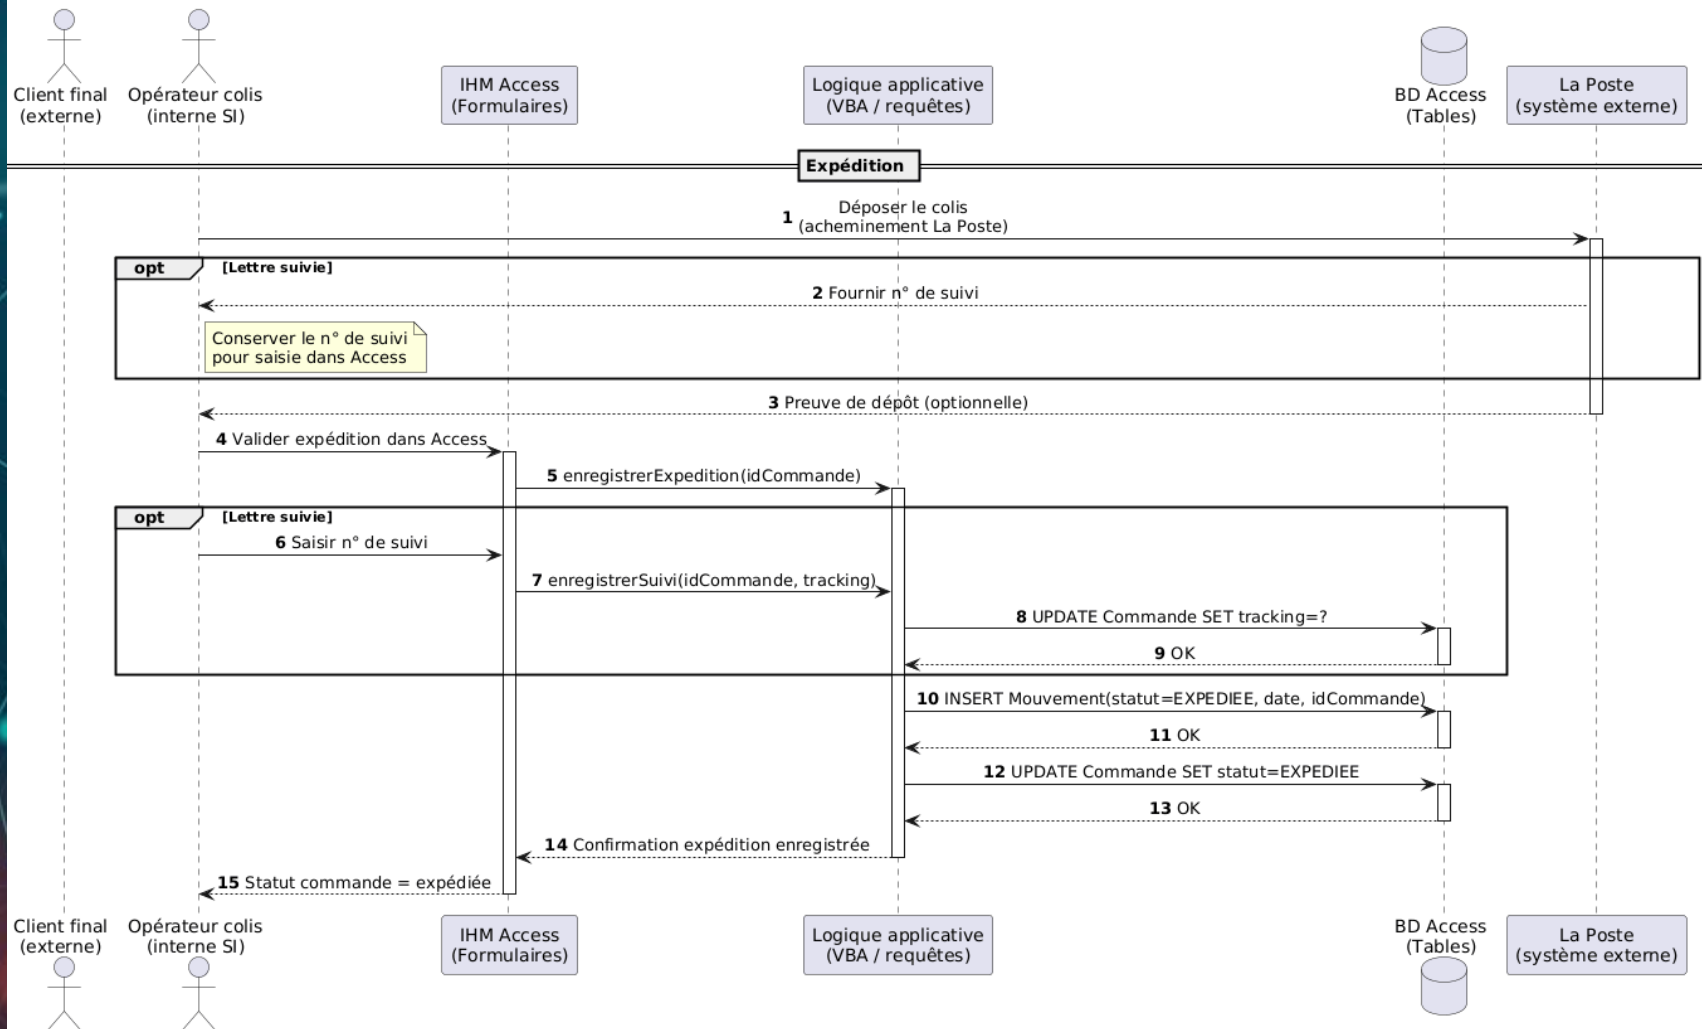 Client final
(externe)
Opérateur colis
(interne SI)
IHM Access
(Formulaires)
Logique applicative
(VBA / requêtes)
BD Access
(Tables)
La Poste
(système externe)
Expédition
1 Déposer le colis
(acheminement La Poste)
opt [Lettre suivie]
2 Fournir n° de suivi
Conserver le n° de suivi
pour saisie dans Access
3 Preuve de dépôt (optionnelle)
4 Valider expédition dans Access
5 enregistrerExpedition(idCommande)
opt [Lettre suivie]
6 Saisir n° de suivi
7 enregistrerSuivi(idCommande, tracking)
8 UPDATE Commande SET tracking=?
9 OK
10 INSERT Mouvement(statut=EXPEDIEE, date, idCommande)
11 OK
12 UPDATE Commande SET statut=EXPEDIEE
13 OK
14 Confirmation expédition enregistrée
15 Statut commande = expédiée
Client final
(externe)
Opérateur colis
(interne SI)
IHM Access
(Formulaires)
Logique applicative
(VBA / requêtes)
BD Access
(Tables)
La Poste
(système externe)